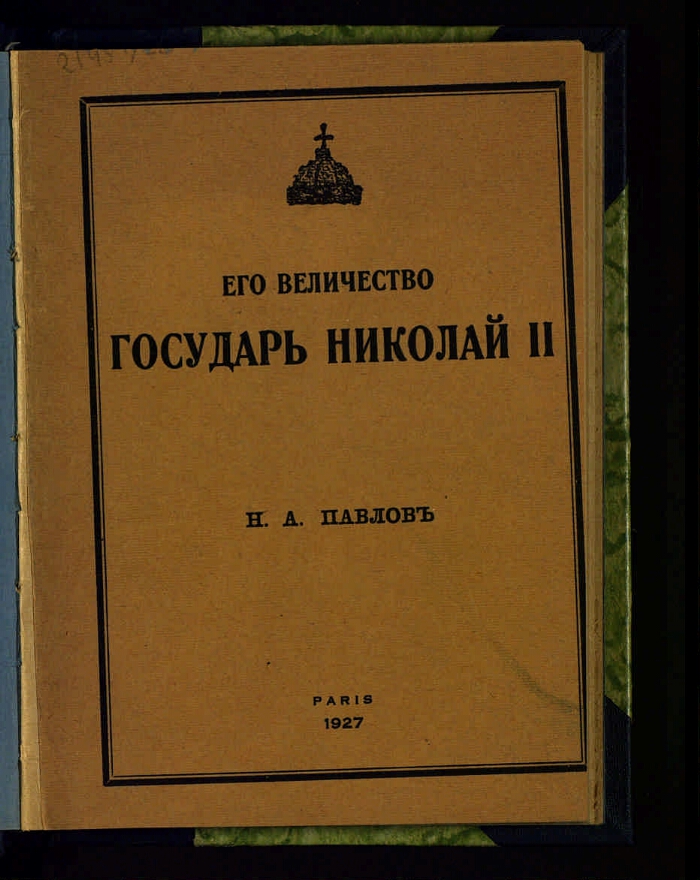 ЕГО ВЕЛИЧЕСТВО
ГОСУДАРЬ НИКОЛАЙ II
Н. А. ПАВЛОВЪ
PARIS
1927